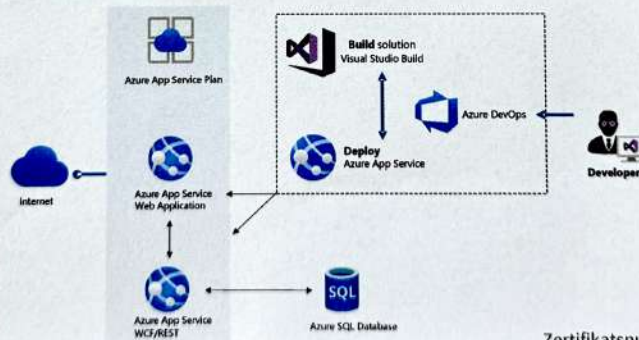 Azure App Service Plan
Build solution
Visual Studio Build
Azure DevOps
Deploy
Azure App Service
Developer
Internet
Azure App Service
Web Application
SQL
Azure App Service
WCF/REST
Azure SQL Database